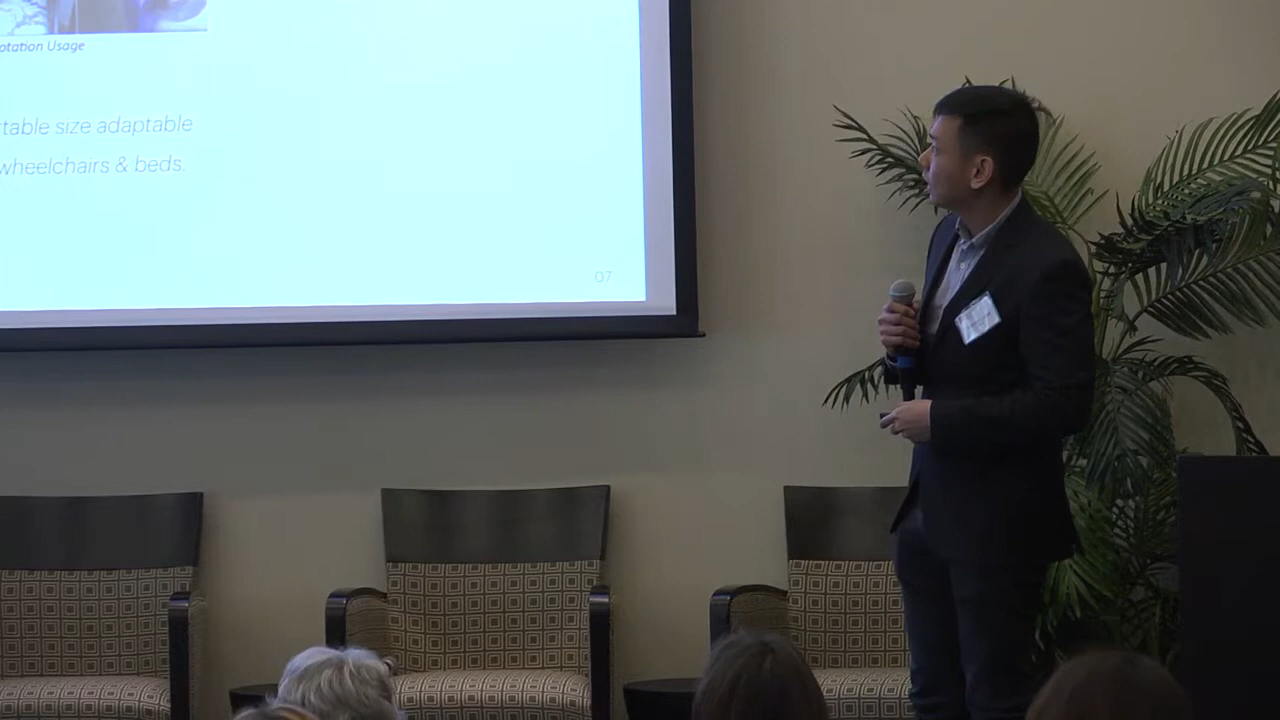 otation Usage
rtable size adaptable
wheelchairs & beds.
07